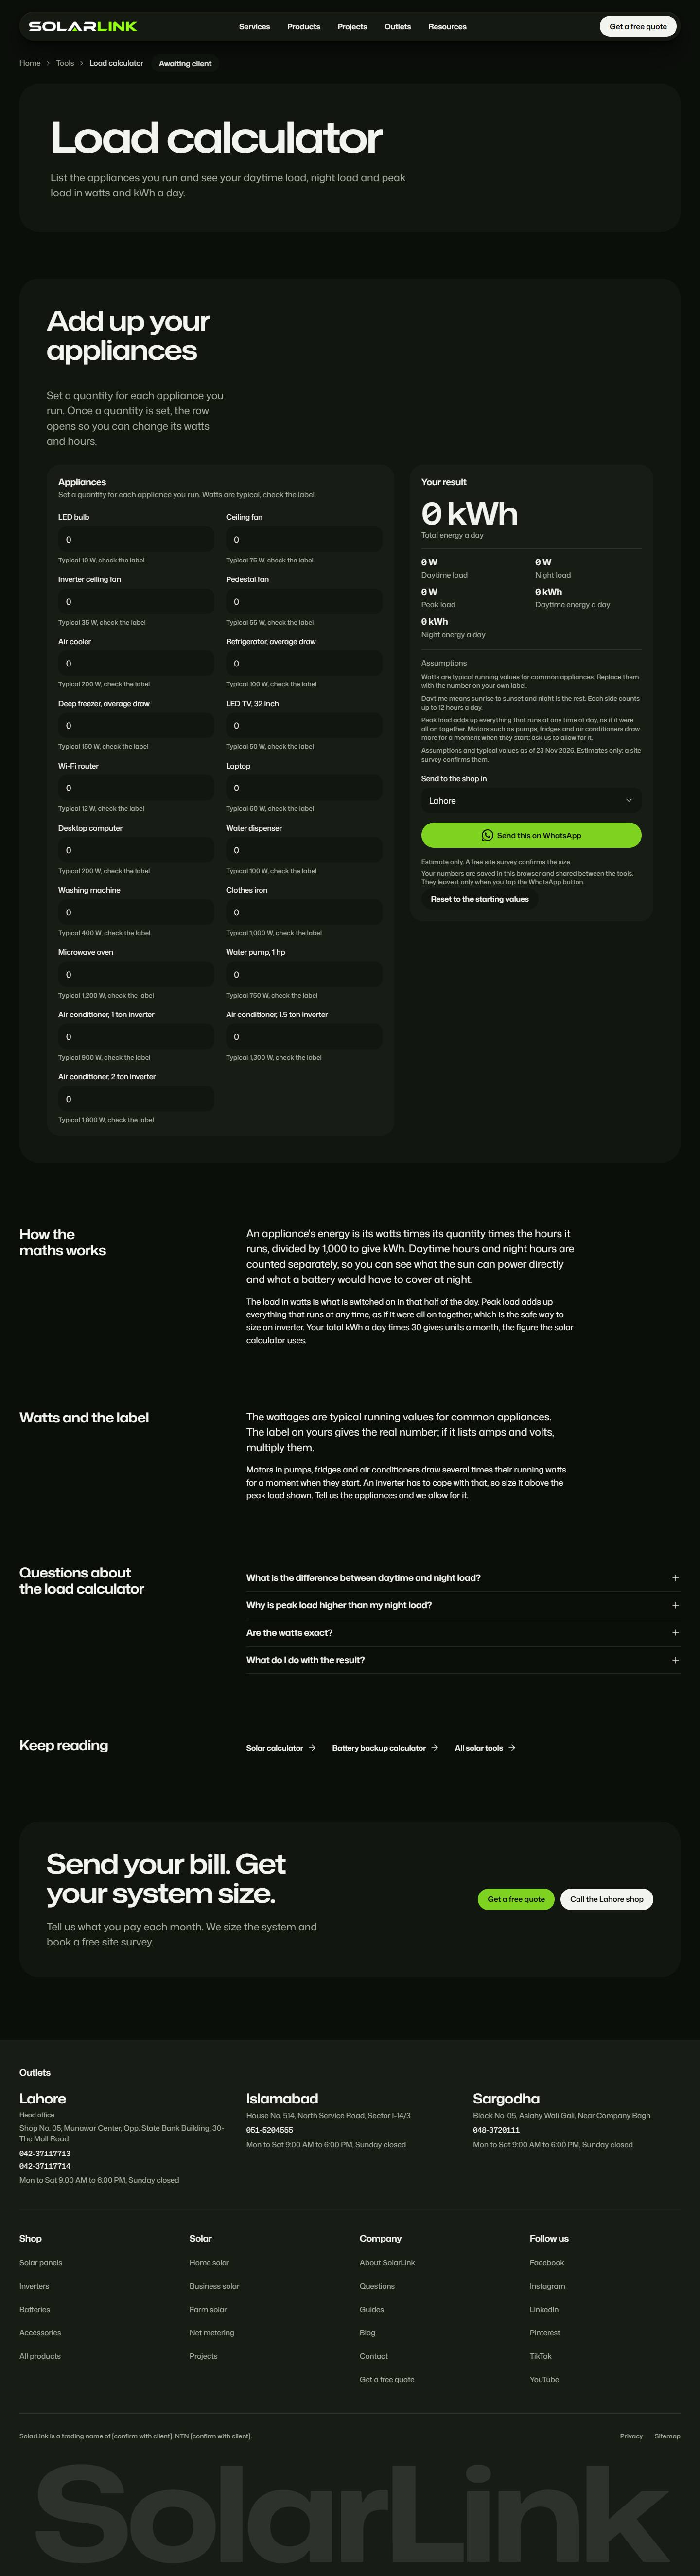 SOLARLINK
Services
Products
Projects
Outlets
Resources
Get a free quote
Home
Tools
Load calculator
Awaiting client
Load calculator
List the appliances you run and see your daytime load, night load and peak
load in watts and kWh a day.
Add up your
appliances
Set a quantity for each appliance you
run. Once a quantity is set, the row
opens so you can change its watts
and hours.
Appliances
Set a quantity for each appliance you run. Watts are typical, check the label.
LED bulb
0
Typical 10 W, check the label
Ceiling fan
0
Typical 75 W, check the label
Inverter ceiling fan
0
Typical 35 W, check the label
Pedestal fan
0
Typical 55 W, check the label
Air cooler
0
Typical 200 W, check the label
Refrigerator, average draw
0
Typical 100 W, check the label
Deep freezer, average draw
0
Typical 150 W, check the label
LED TV, 32 inch
0
Typical 50 W, check the label
Wi-Fi router
0
Typical 12 W, check the label
Laptop
0
Typical 60 W, check the label
Desktop computer
0
Typical 200 W, check the label
Water dispenser
0
Typical 100 W, check the label
Washing machine
0
Typical 400 W, check the label
Clothes iron
0
Typical 1,000 W, check the label
Microwave oven
0
Typical 1,200 W, check the label
Water pump, 1 hp
0
Typical 750 W, check the label
Air conditioner, 1 ton inverter
0
Typical 900 W, check the label
Air conditioner, 1.5 ton inverter
0
Typical 1,300 W, check the label
Air conditioner, 2 ton inverter
0
Typical 1,800 W, check the label
Your result
0 kWh
Total energy a day
0 W
Daytime load
0 W
Night load
0 W
Peak load
0 kWh
Daytime energy a day
0 kWh
Night energy a day
Assumptions
Watts are typical running values for common appliances. Replace them
with the number on your own label.
Daytime means sunrise to sunset and night is the rest. Each side counts
up to 12 hours a day.
Peak load adds up everything that runs at any time of day, as if it were
all on together. Motors such as pumps, fridges and air conditioners draw
more for a moment when they start: ask us to allow for it.
Assumptions and typical values as of 23 Nov 2026. Estimates only: a site
survey confirms them.
Send to the shop in
Lahore
Send this on WhatsApp
Estimate only. A free site survey confirms the size.
Your numbers are saved in this browser and shared between the tools.
They leave it only when you tap the WhatsApp button.
Reset to the starting values
How the
maths works
An appliance's energy is its watts times its quantity times the hours it
runs, divided by 1,000 to give kWh. Daytime hours and night hours are
counted separately, so you can see what the sun can power directly
and what a battery would have to cover at night.
The load in watts is what is switched on in that half of the day. Peak load adds up
everything that runs at any time, as if it were all on together, which is the safe way to
size an inverter. Your total kWh a day times 30 gives units a month, the figure the solar
calculator uses.
Watts and the label
The wattages are typical running values for common appliances.
The label on yours gives the real number; if it lists amps and volts,
multiply them.
Motors in pumps, fridges and air conditioners draw several times their running watts
for a moment when they start. An inverter has to cope with that, so size it above the
peak load shown. Tell us the appliances and we allow for it.
Questions about
the load calculator
What is the difference between daytime and night load?
Why is peak load higher than my night load?
Are the watts exact?
What do I do with the result?
Keep reading
Solar calculator
Battery backup calculator
All solar tools
Send your bill. Get
your system size.
Tell us what you pay each month. We size the system and
book a free site survey.
Get a free quote
Call the Lahore shop
Outlets
Lahore
Head office
Shop No. 05, Munawar Center, Opp. State Bank Building, 30-
The Mall Road
042-37117713
042-37117714
Mon to Sat 9:00 AM to 6:00 PM, Sunday closed
Islamabad
House No. 514, North Service Road, Sector I-14/3
051-5204555
Mon to Sat 9:00 AM to 6:00 PM, Sunday closed
Sargodha
Block No. 05, Aslahy Wali Gali, Near Company Bagh
048-3720111
Mon to Sat 9:00 AM to 6:00 PM, Sunday closed
Shop
Solar panels
Inverters
Batteries
Accessories
All products
Solar
Home solar
Business solar
Farm solar
Net metering
Projects
Company
About SolarLink
Questions
Guides
Blog
Contact
Get a free quote
Follow us
Facebook
Instagram
LinkedIn
Pinterest
TikTok
YouTube
SolarLink is a trading name of [confirm with client]. NTN [confirm with client].
Privacy
Sitemap
SolarLink